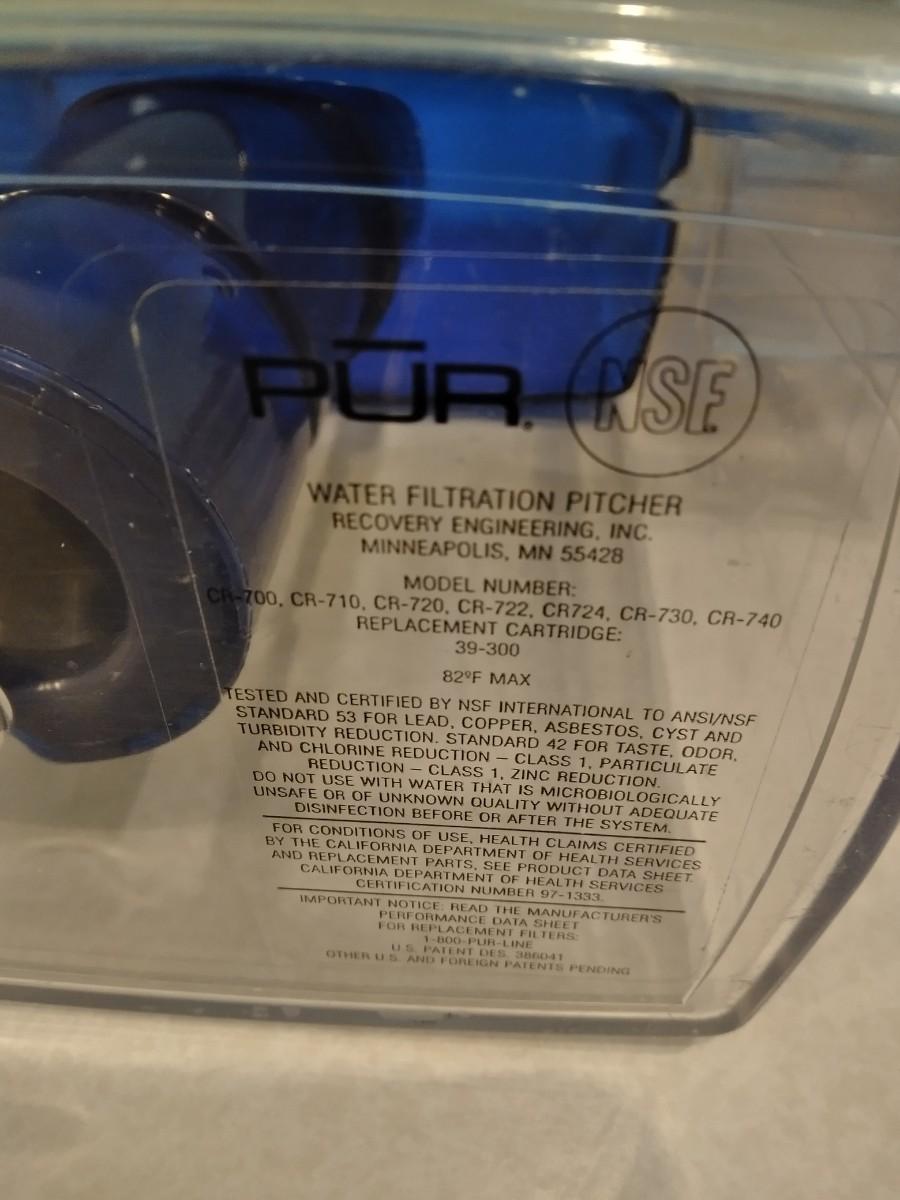 PŪR® NSF®
WATER FILTRATION PITCHER
RECOVERY ENGINEERING, INC.
MINNEAPOLIS, MN 55428
MODEL NUMBER:
CR-700, CR-710, CR-720, CR-722, CR724, CR-730, CR-740
REPLACEMENT CARTRIDGE:
39-300
82ºF MAX
TESTED AND CERTIFIED BY NSF INTERNATIONAL TO ANSI/NSF
STANDARD 53 FOR LEAD, COPPER, ASBESTOS, CYST AND
TURBIDITY REDUCTION. STANDARD 42 FOR TASTE, ODOR,
AND CHLORINE REDUCTION – CLASS 1, PARTICULATE
REDUCTION – CLASS 1, ZINC REDUCTION.
DO NOT USE WITH WATER THAT IS MICROBIOLOGICALLY
UNSAFE OR OF UNKNOWN QUALITY WITHOUT ADEQUATE
DISINFECTION BEFORE OR AFTER THE SYSTEM.
FOR CONDITIONS OF USE, HEALTH CLAIMS CERTIFIED
BY THE CALIFORNIA DEPARTMENT OF HEALTH SERVICES
AND REPLACEMENT PARTS, SEE PRODUCT DATA SHEET.
CALIFORNIA DEPARTMENT OF HEALTH SERVICES
CERTIFICATION NUMBER 97-1333.
IMPORTANT NOTICE: READ THE MANUFACTURER'S
PERFORMANCE DATA SHEET
FOR REPLACEMENT FILTERS:
1-800-PUR-LINE
U.S. PATENT DES. 386041
OTHER U.S. AND FOREIGN PATENTS PENDING